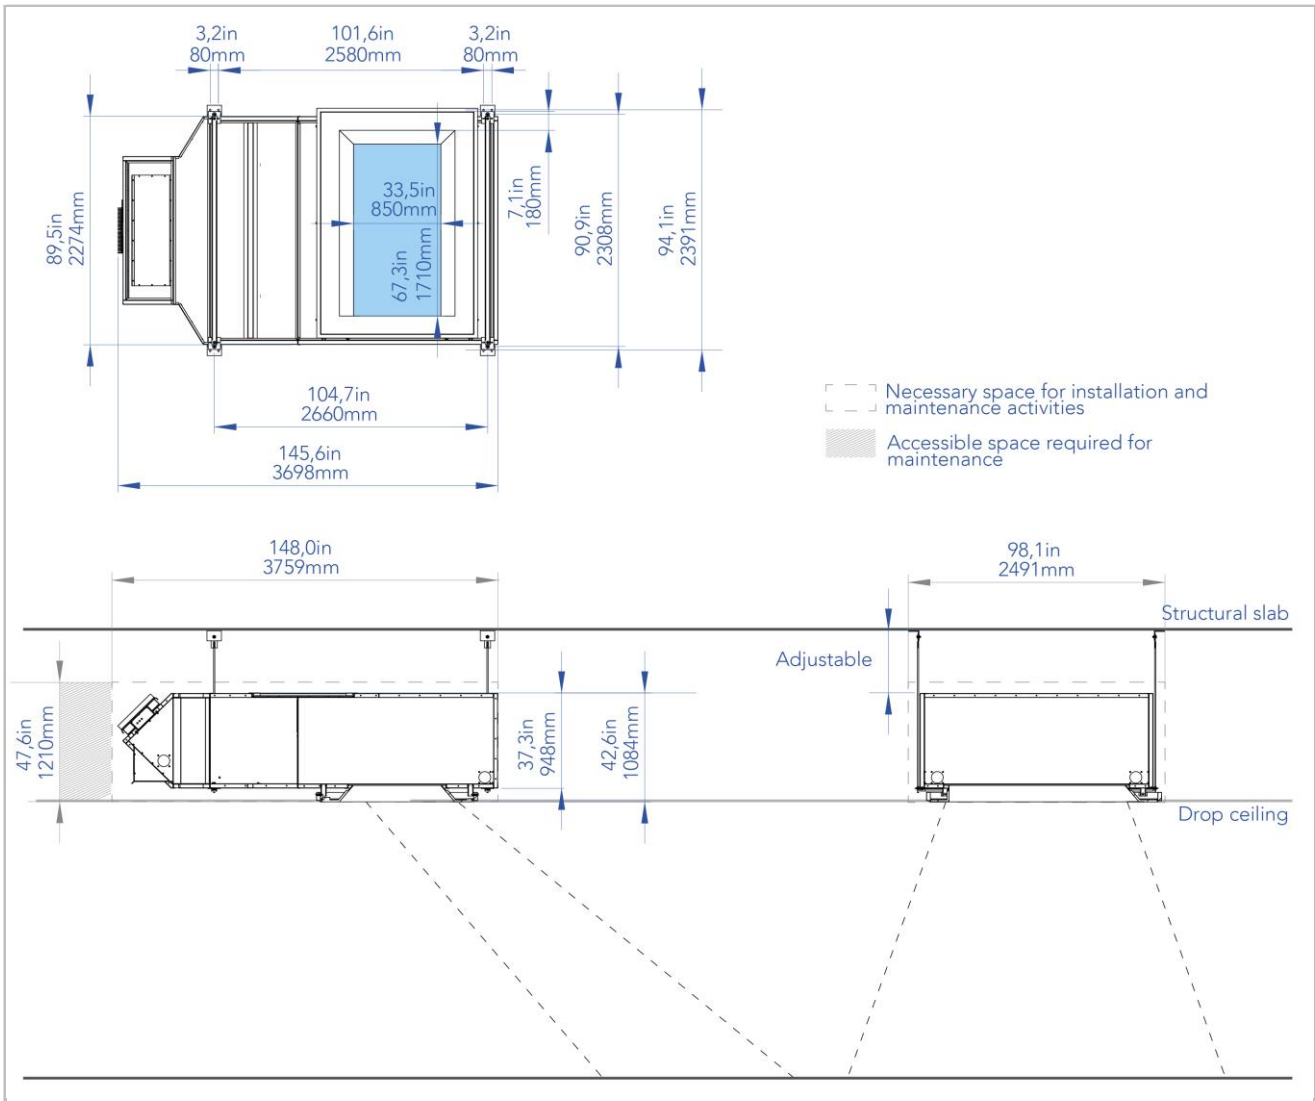 3,2in
80mm
101,6in
2580mm
3,2in
80mm
89,5in
2274mm
33,5in
850mm
67,3in
1710mm
7,1in
180mm
90,9in
2308mm
94,1in
2391mm
104,7in
2660mm
145,6in
3698mm
Necessary space for installation and
maintenance activities
Accessible space required for
maintenance
148,0in
3759mm
98,1in
2491mm
Structural slab
Adjustable
47,6in
1210mm
37,3in
948mm
42,6in
1084mm
Drop ceiling